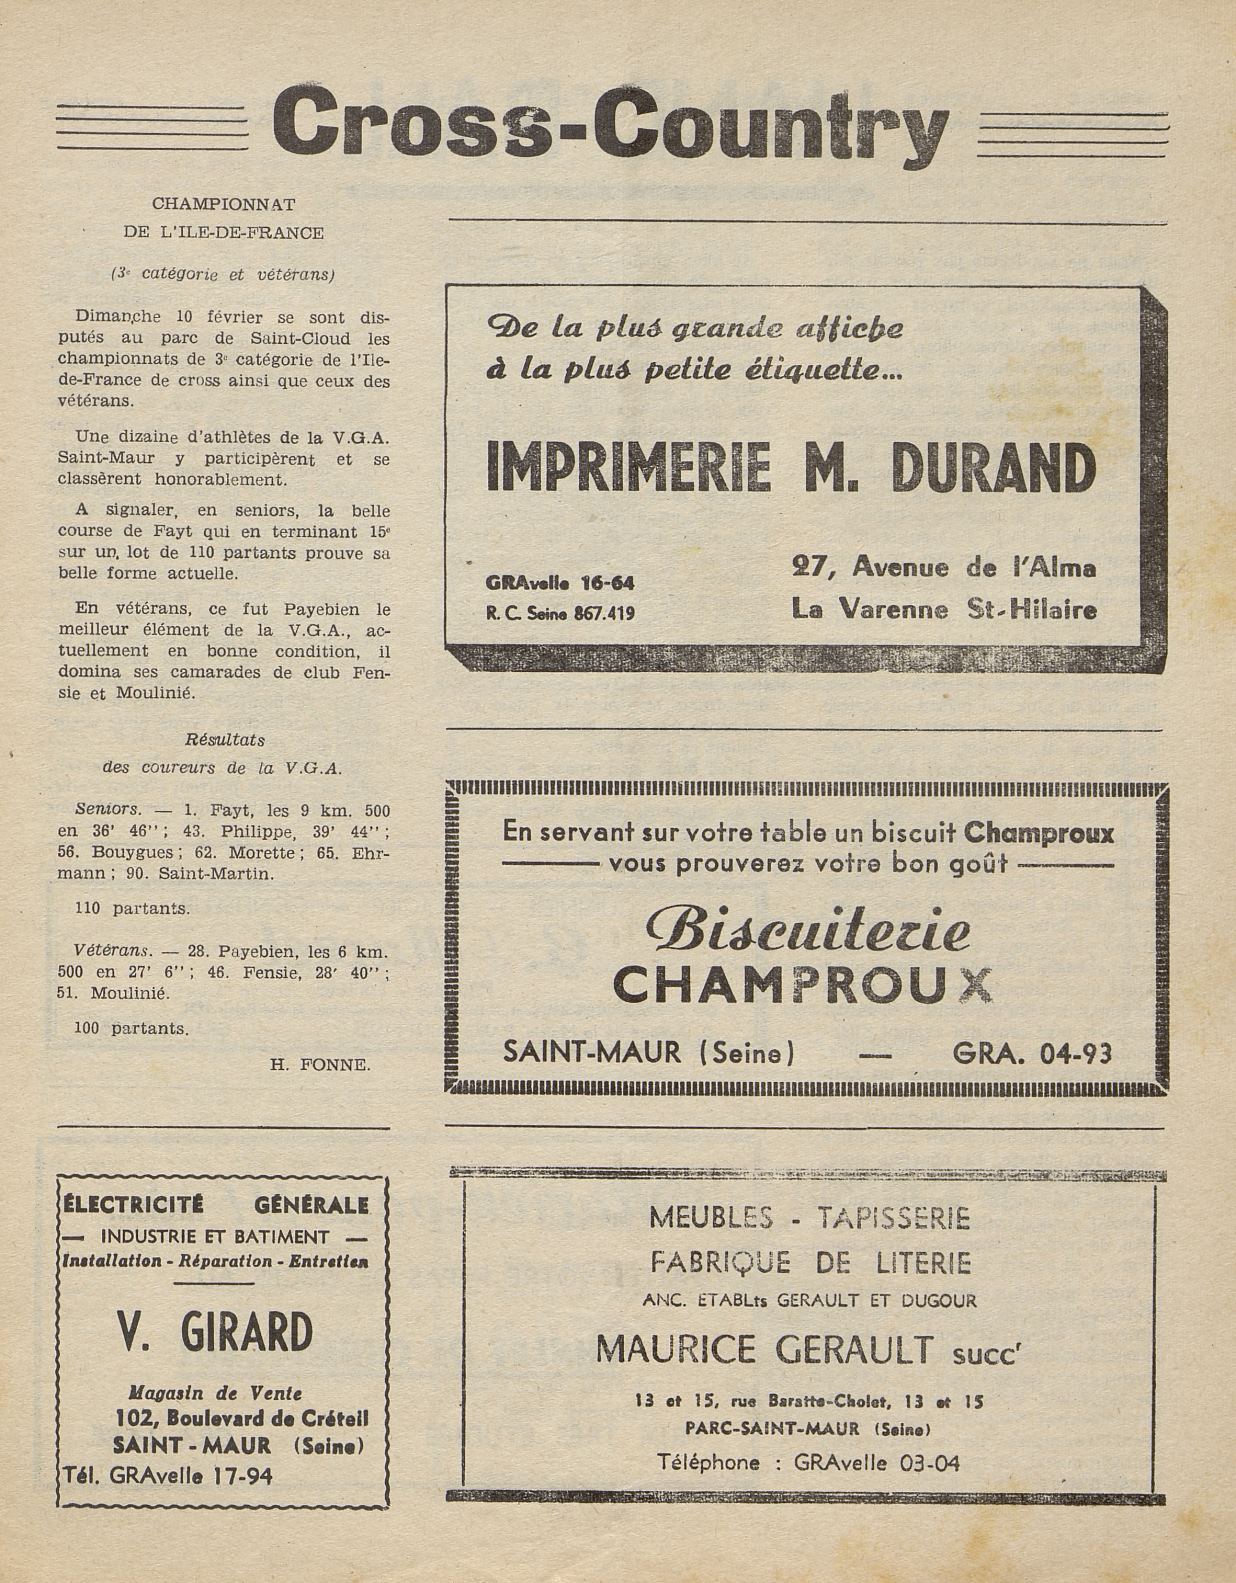 Cross-Country
CHAMPIONNAT
DE L'ILE-DE-FRANCE
(3e catégorie et vétérans)
Dimanche 10 février se sont dis-
putés au parc de Saint-Cloud les
championnats de 3e catégorie de l'Ile-
de-France de cross ainsi que ceux des
vétérans.
Une dizaine d'athlètes de la V.G.A.
Saint-Maur y participèrent et se
classèrent honorablement.
A signaler, en seniors, la belle
course de Fayt qui en terminant 15e
sur un, lot de 110 partants prouve sa
belle forme actuelle.
En vétérans, ce fut Payebien le
meilleur élément de la V.G.A., ac-
tuellement en bonne condition, il
domina ses camarades de club Fen-
sie et Moulinié.
Résultats
des coureurs de la V.G.A.
Seniors. — 1. Fayt, les 9 km. 500
en 36' 46''; 43. Philippe, 39' 44'';
56. Bouygues; 62. Morette; 65. Ehr-
mann; 90. Saint-Martin.
110 partants.
Vétérans. — 28. Payebien, les 6 km.
500 en 27' 6''; 46. Fensie, 28' 40'';
51. Moulinié.
100 partants.
H. FONNE.
De la plus grande affiche
à la plus petite étiquette...
IMPRIMERIE M. DURAND
GRAvelle 16-64
R. C. Seine 867.419
27, Avenue de l'Alma
La Varenne St-Hilaire
En servant sur votre table un biscuit Champroux
vous prouverez votre bon goût
Biscuiterie
CHAMPROUX
SAINT-MAUR (Seine) — GRA. 04-93
ÉLECTRICITÉ GÉNÉRALE
— INDUSTRIE ET BATIMENT —
Installation - Réparation - Entretien
V. GIRARD
Magasin de Vente
102, Boulevard de Créteil
SAINT-MAUR (Seine)
Tél. GRAvelle 17-94
MEUBLES - TAPISSERIE
FABRIQUE DE LITERIE
ANC. ETABLts GERAULT ET DUGOUR
MAURICE GERAULT succr
13 et 15, rue Baratte-Cholet, 13 et 15
PARC-SAINT-MAUR (Seine)
Téléphone : GRAvelle 03-04